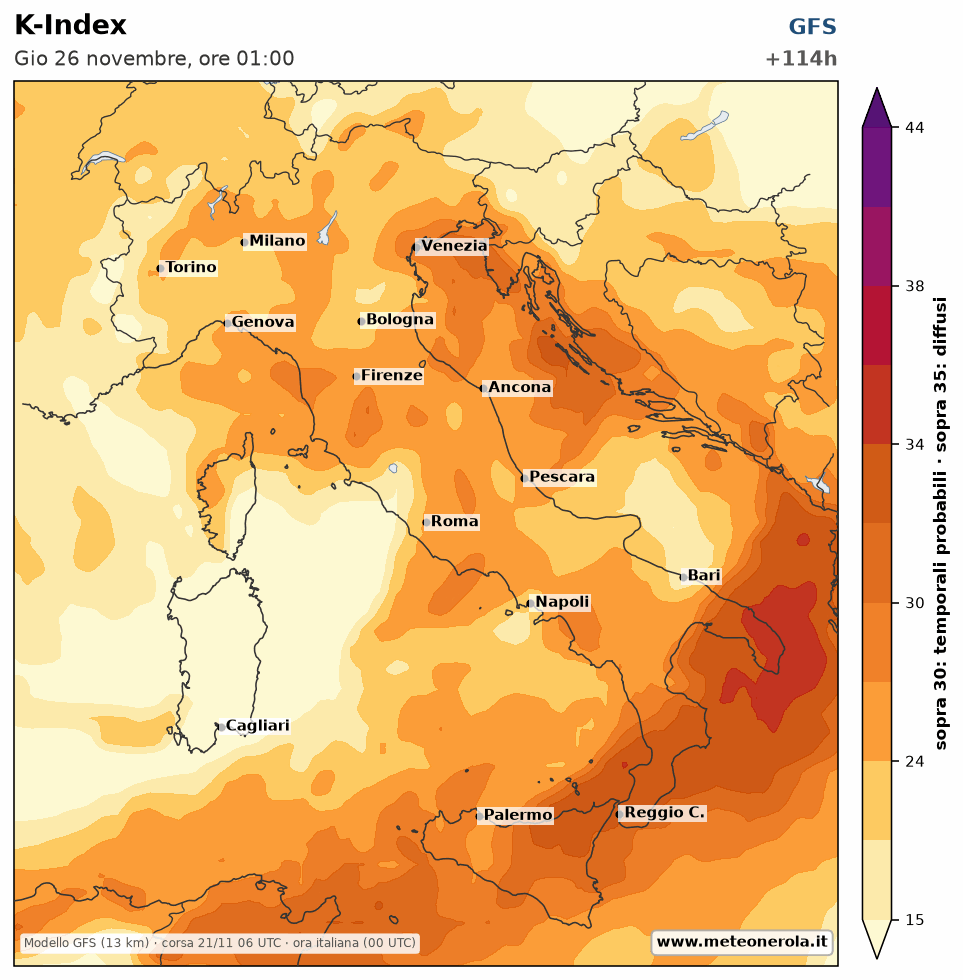 K-Index
GFS
Gio 26 novembre, ore 01:00
+114h
44
Milano
Venezia
Torino
38
Genova
Bologna
Firenze
Ancona
34
Pescara
Roma
Bari
Napoli
30
sopra 30: temporali probabili · sopra 35: diffusi
Cagliari
24
Palermo
Reggio C.
15
Modello GFS (13 km) · corsa 21/11 06 UTC · ora italiana (00 UTC)
www.meteonerola.it